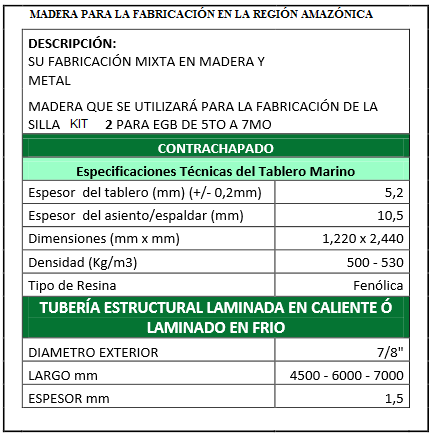 MADERA PARA LA FABRICACIÓN EN LA REGIÓN AMAZÓNICA
DESCRIPCIÓN:
SU FABRICACIÓN MIXTA EN MADERA Y
METAL
MADERA QUE SE UTILIZARÁ PARA LA FABRICACIÓN DE LA
SILLA KIT 2 PARA EGB DE 5TO A 7MO
CONTRACHAPADO
Especificaciones Técnicas del Tablero Marino
Espesor del tablero (mm) (+/- 0,2mm) 5,2
Espesor del asiento/espaldar (mm) 10,5
Dimensiones (mm x mm) 1,220 x 2,440
Densidad (Kg/m3) 500 - 530
Tipo de Resina Fenólica
TUBERÍA ESTRUCTURAL LAMINADA EN CALIENTE Ó
LAMINADO EN FRIO
DIAMETRO EXTERIOR 7/8"
LARGO mm 4500 - 6000 - 7000
ESPESOR mm 1,5